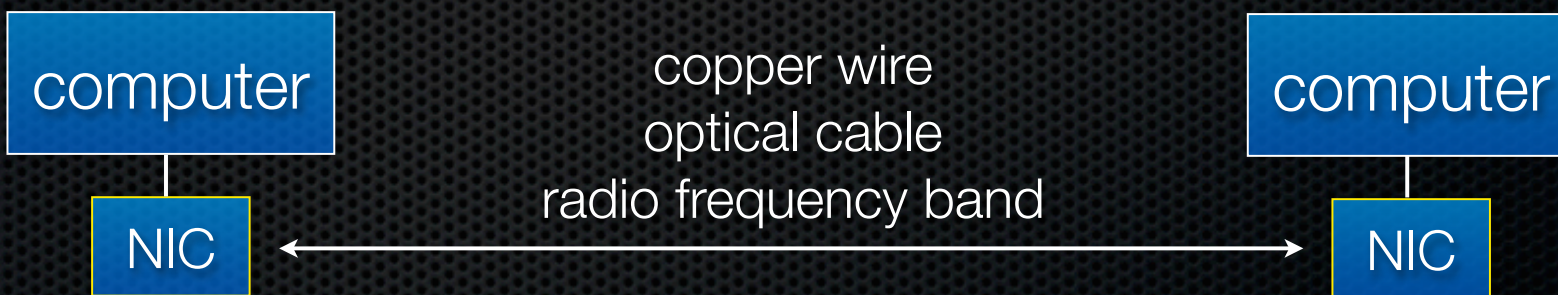 computer
copper wire
optical cable
radio frequency band
computer
NIC
NIC